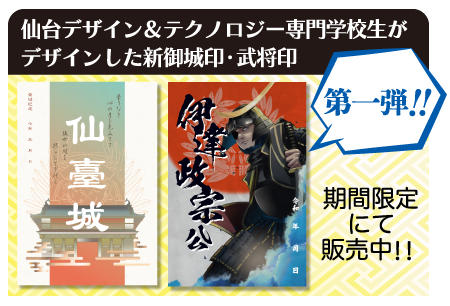 仙台デザイン＆テクノロジー専門学校生が
デザインした新御城印・武将印
第一弾!!
仙臺城
伊達政宗公
令和 年 月 日
期間限定
にて
販売中!!